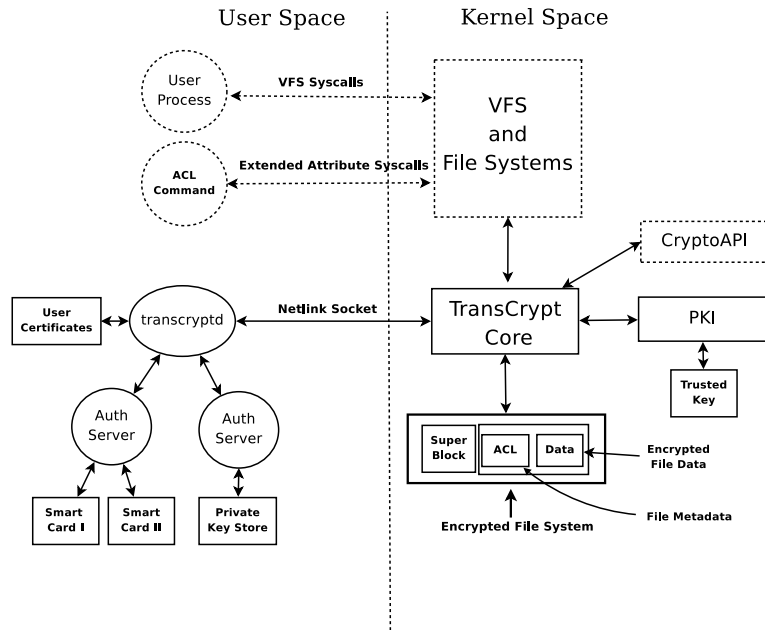 User Space
Kernel Space
User
Process
VFS Syscalls
VFS
and
File Systems
ACL
Command
Extended Attribute Syscalls
CryptoAPI
User
Certificates
transcryptd
Netlink Socket
TransCrypt
Core
PKI
Trusted
Key
Auth
Server
Auth
Server
Super
Block
ACL
Data
Encrypted
File Data
Smart
Card I
Smart
Card II
Private
Key Store
Encrypted File System
File Metadata